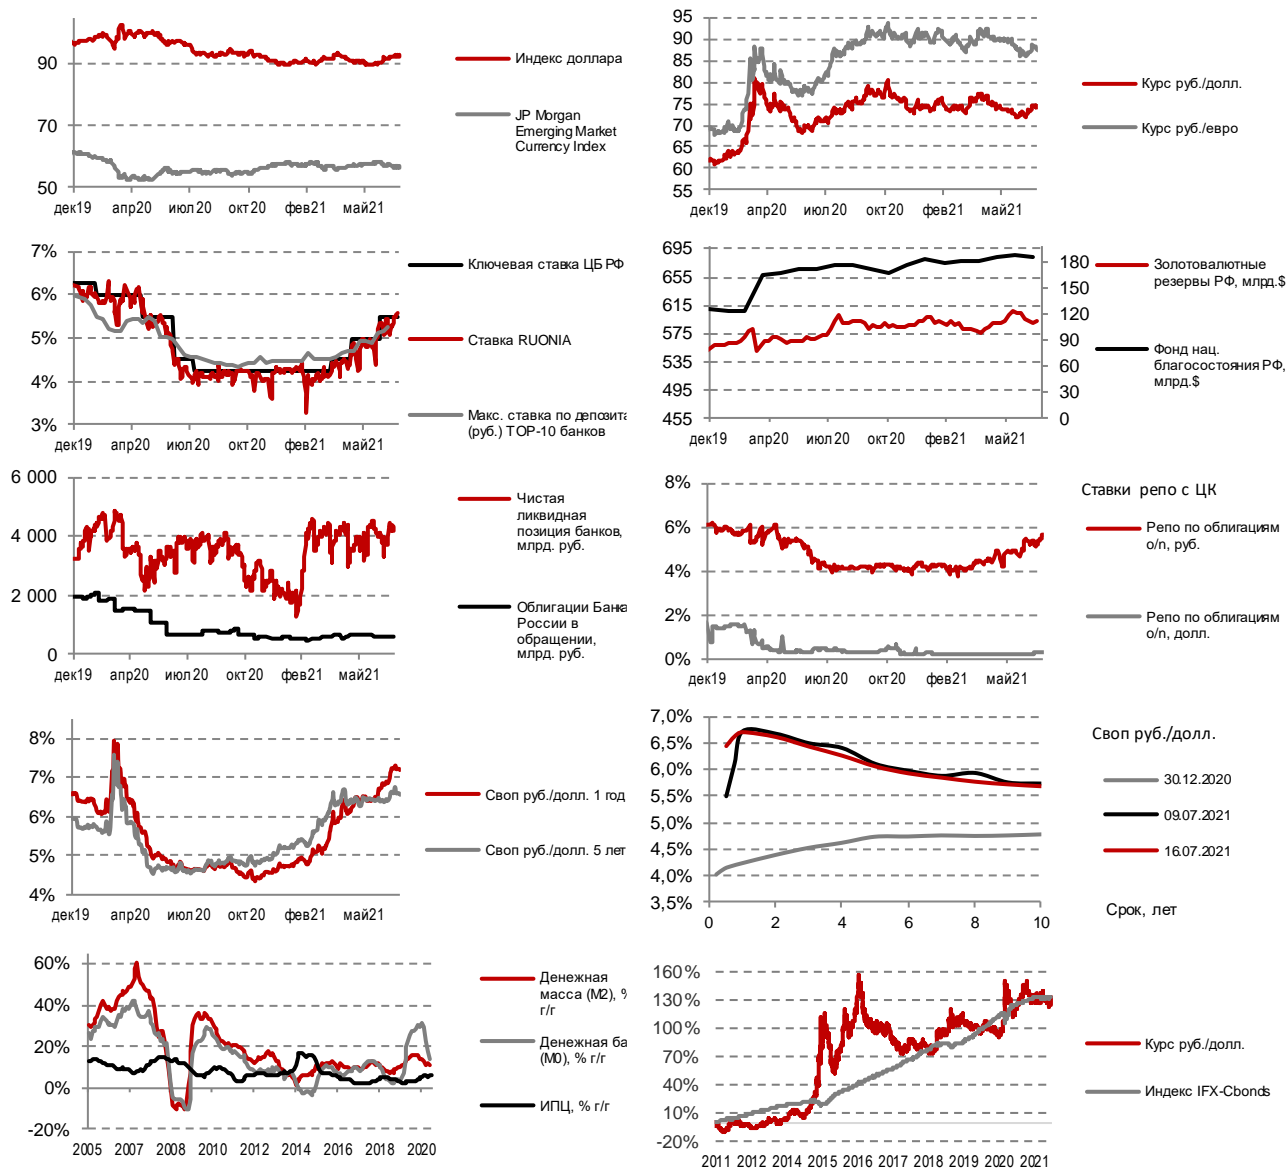 90
70
50
дек19 апр20 июл20 окт20 фев21 май21
Индекс доллара
JP Morgan
Emerging Market
Currency Index
95
90
85
80
75
70
65
60
55
дек19 апр20 июл20 окт20 фев21 май21
Курс руб./долл.
Курс руб./евро
7%
6%
5%
4%
3%
дек19 апр20 июл20 окт20 фев21 май21
Ключевая ставка ЦБ РФ
Ставка RUONIA
Макс. ставка по депозита
(руб.) ТОР-10 банков
695
655
615
575
535
495
455
180
150
120
90
60
30
0
дек19 апр20 июл20 окт20 фев21 май21
Золотовалютные
резервы РФ, млрд.$
Фонд нац.
благосостояния РФ,
млрд.$
6 000
4 000
2 000
0
дек19 апр20 июл20 окт20 фев21 май21
Чистая
ликвидная
позиция банков,
млрд. руб.
Облигации Банка
России в
обращении,
млрд. руб.
8%
6%
4%
2%
0%
дек19 апр20 июл20 окт20 фев21 май21
Ставки репо с ЦК
Репо по облигациям
o/n, руб.
Репо по облигациям
o/n, долл.
8%
7%
6%
5%
4%
дек19 апр20 июл20 окт20 фев21 май21
Своп руб./долл. 1 год
Своп руб./долл. 5 лет
7,0%
6,5%
6,0%
5,5%
5,0%
4,5%
4,0%
3,5%
0 2 4 6 8 10
Своп руб./долл.
30.12.2020
09.07.2021
16.07.2021
Срок, лет
60%
40%
20%
0%
-20%
2005 2007 2008 2010 2012 2014 2016 2018 2020
Денежная
масса (М2), %
г/г
Денежная ба
(М0), % г/г
ИПЦ, % г/г
160%
130%
100%
70%
40%
10%
-20%
2011 2012 2014 2015 2016 2018 2019 2020 2021
Курс руб./долл.
Индекс IFX-Cbonds